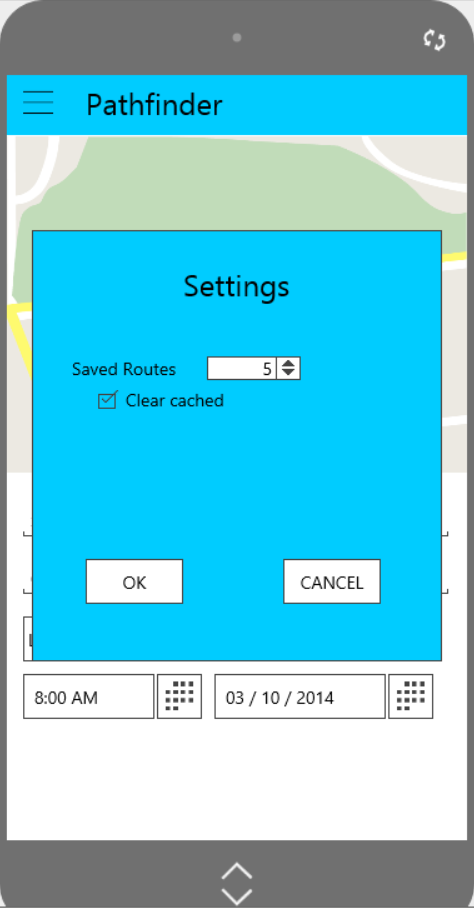 Pathfinder
Settings
Saved Routes 5
Clear cached
OK CANCEL
8:00 AM 03 / 10 / 2014